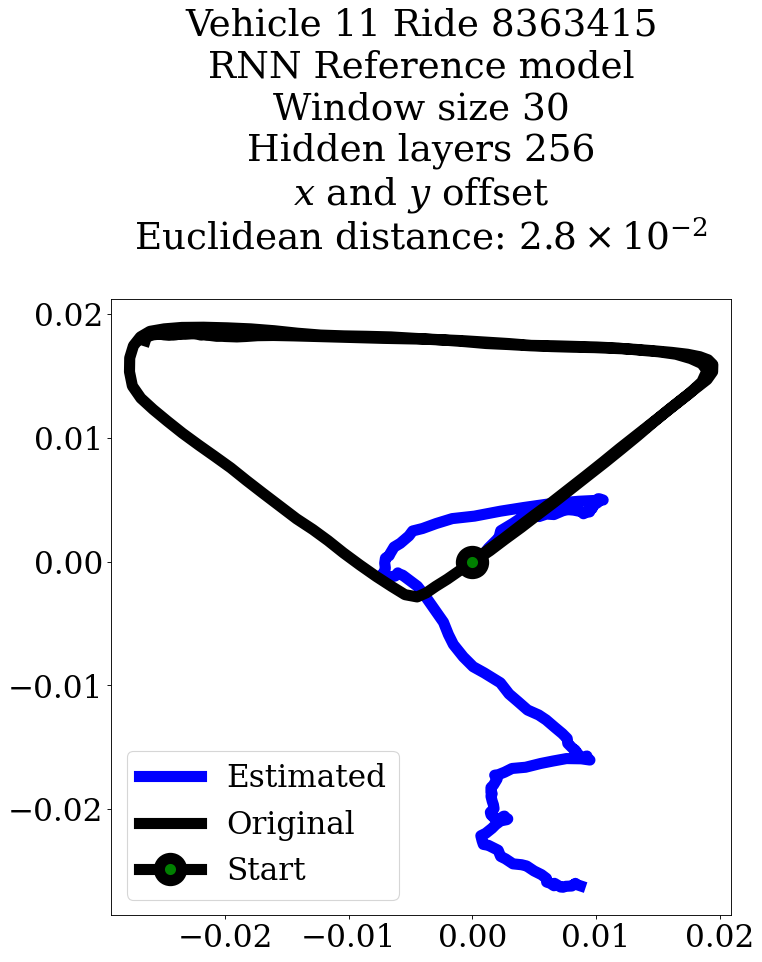 Vehicle 11 Ride 8363415
RNN Reference model
Window size 30
Hidden layers 256
x and y offset
Euclidean distance: 2.8 × 10⁻²
0.02
0.01
0.00
−0.01
−0.02
Estimated
Original
Start
−0.02 −0.01 0.00 0.01 0.02